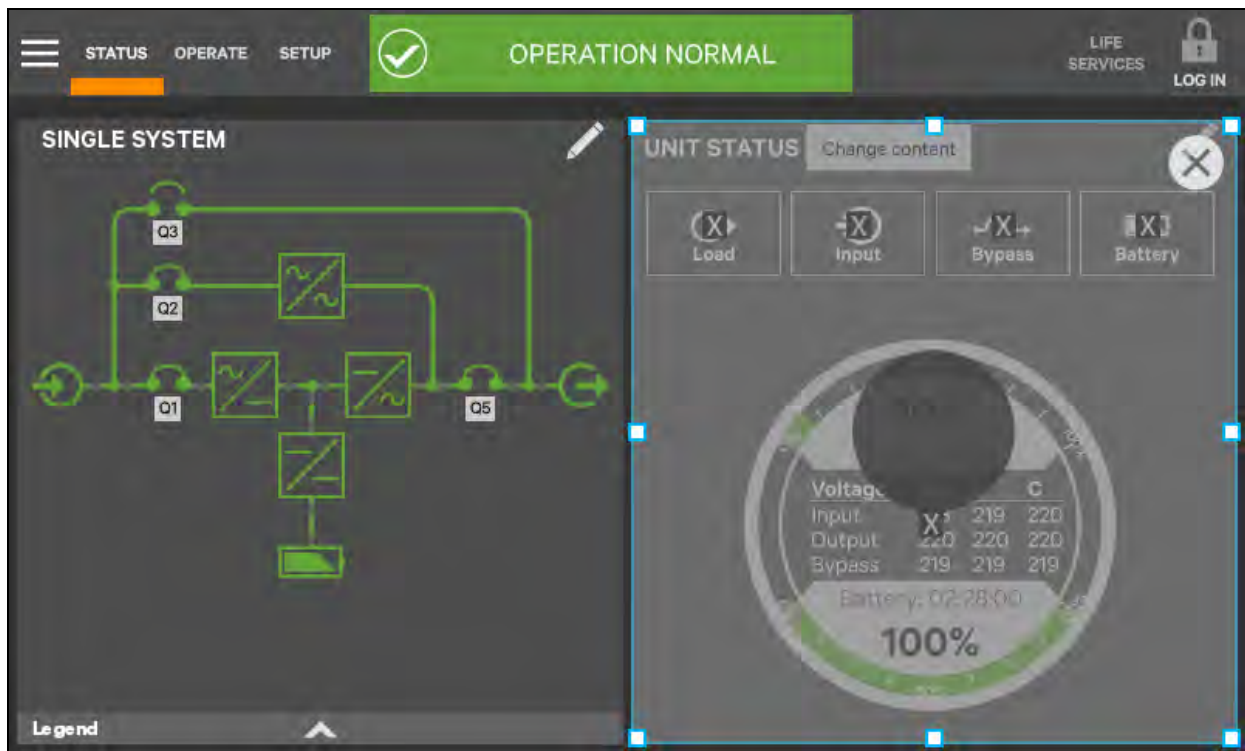 STATUS OPERATE SETUP OPERATION NORMAL LIFE SERVICES LOG IN
SINGLE SYSTEM
Q3
Q2
Q1 Q5
Legend
UNIT STATUS Change content
X X X X
Load Input Bypass Battery
Voltage C
Input 219 220
X
Output 220 220 220
Bypass 219 219 219
Battery: 02:28:00
100%